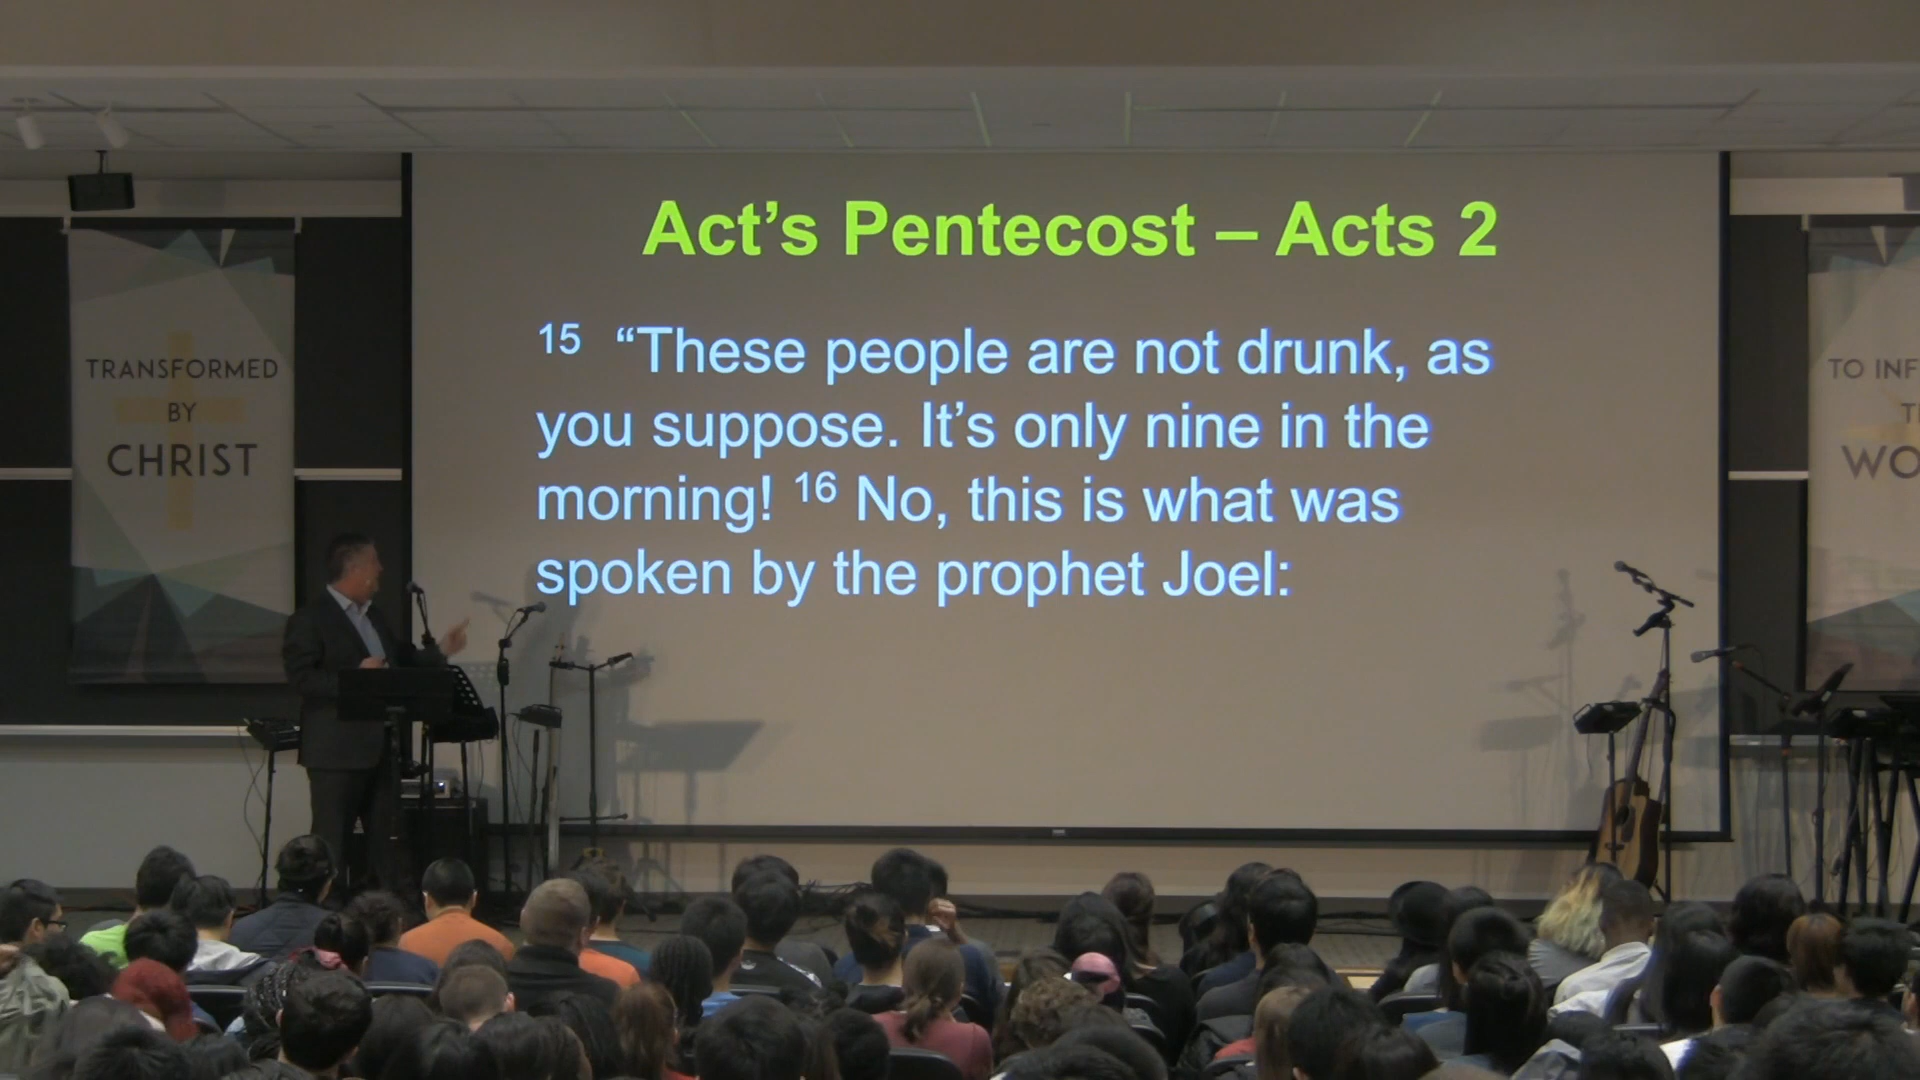 Act’s Pentecost – Acts 2
15 “These people are not drunk, as
you suppose. It’s only nine in the
morning! 16 No, this is what was
spoken by the prophet Joel:
TRANSFORMED
BY
CHRIST
TO INF
T
WO